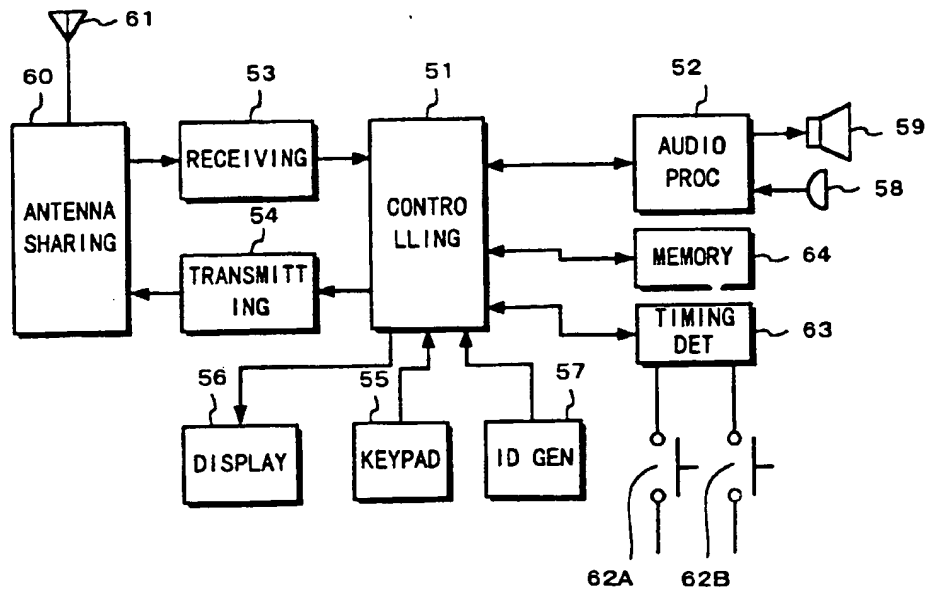 61
60
53
51
52
RECEIVING
AUDIO
PROC
59
58
ANTENNA
SHARING
CONTRO
LLING
54
TRANSMITT
ING
MEMORY
64
TIMING
DET
63
56
55
57
DISPLAY
KEYPAD
ID GEN
62A
62B